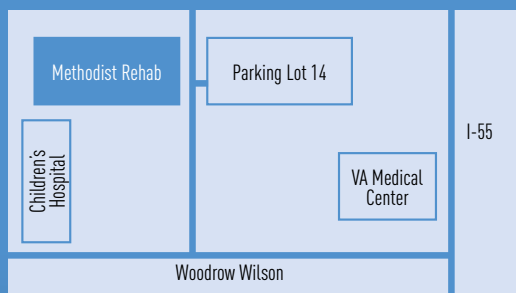 Methodist Rehab
Parking Lot 14
I-55
Children's
Hospital
VA Medical
Center
Woodrow Wilson